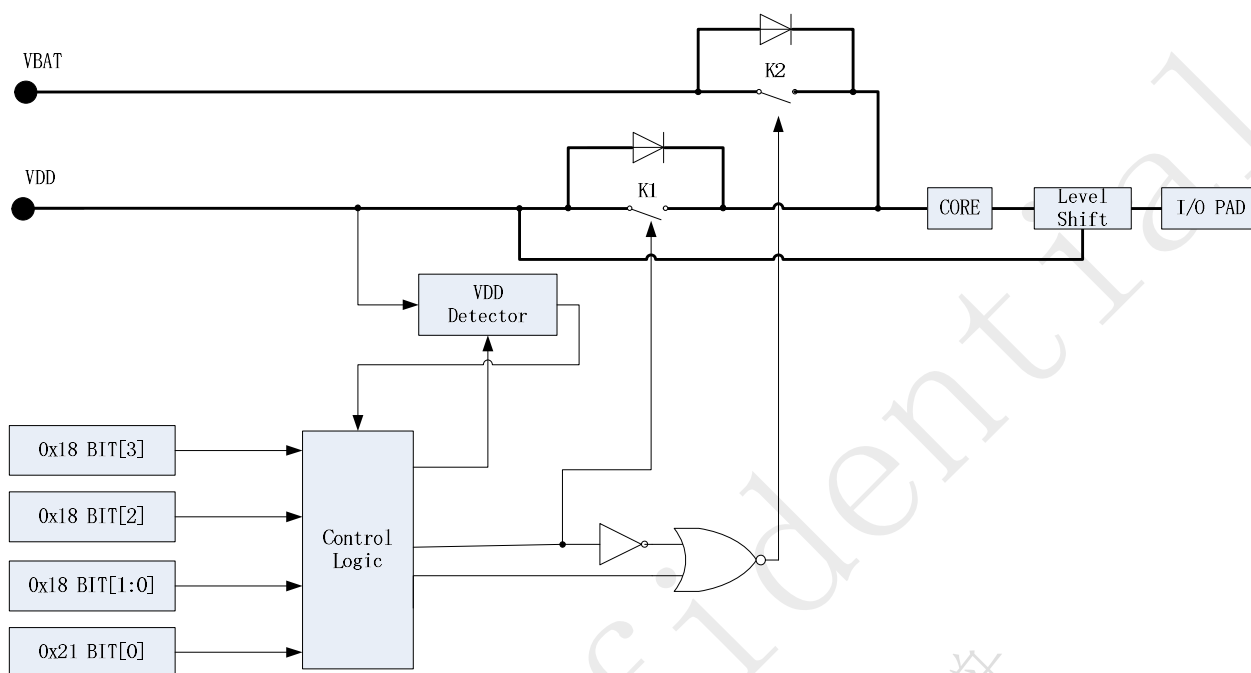 VBAT
K2
VDD
K1
CORE
Level
Shift
I/O PAD
VDD
Detector
0x18 BIT[3]
0x18 BIT[2]
0x18 BIT[1:0]
0x21 BIT[0]
Control
Logic
fidential